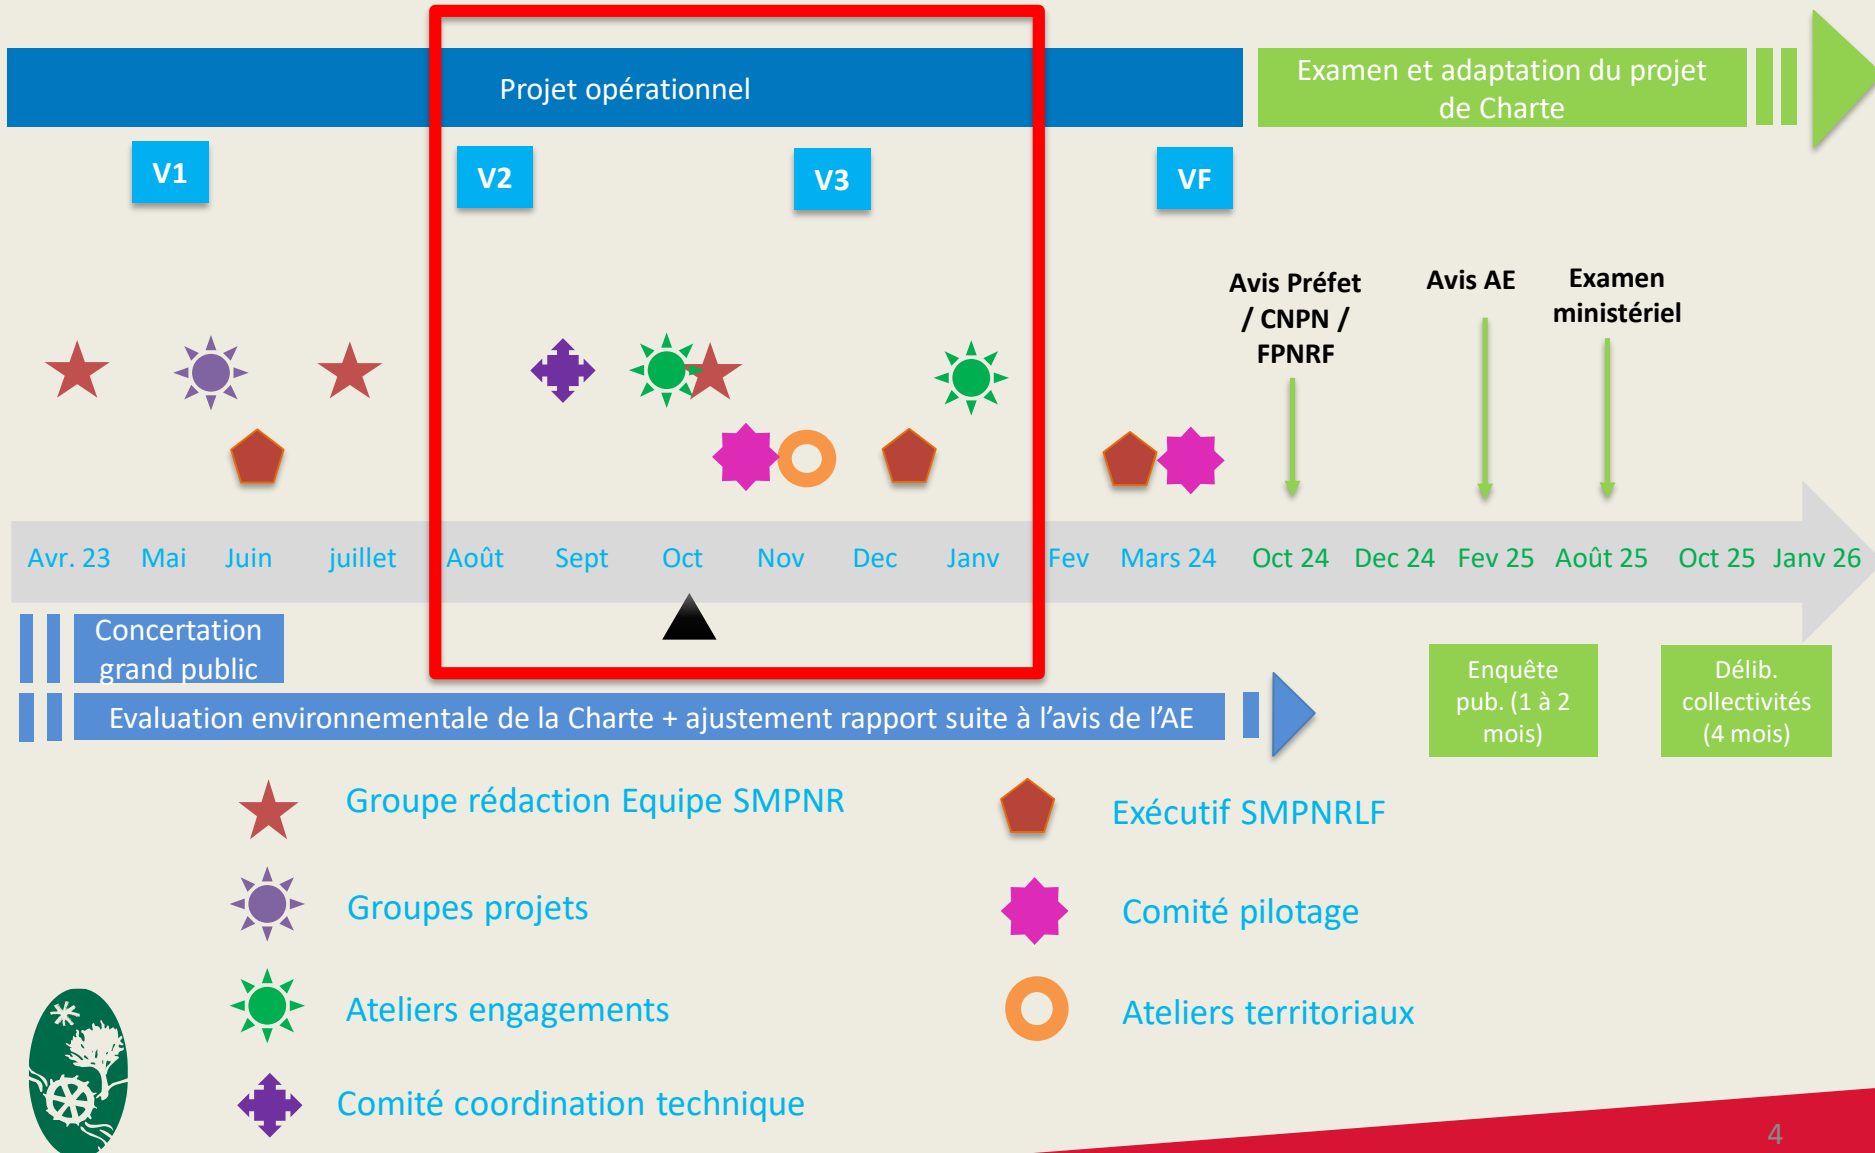 Projet opérationnel
Examen et adaptation du projet
de Charte
V1
V2
V3
VF
Avis Préfet
/ CNPN /
FPNRF
Avis AE
Examen
ministériel
Avr. 23 Mai Juin juillet Août Sept Oct Nov Dec Janv Fev Mars 24 Oct 24 Dec 24 Fev 25 Août 25 Oct 25 Janv 26
Concertation
grand public
Evaluation environnementale de la Charte + ajustement rapport suite à l’avis de l’AE
Enquête
pub. (1 à 2
mois)
Délib.
collectivités
(4 mois)
Groupe rédaction Equipe SMPNR
Exécutif SMPNRLF
Groupes projets
Comité pilotage
Ateliers engagements
Ateliers territoriaux
Comité coordination technique
4